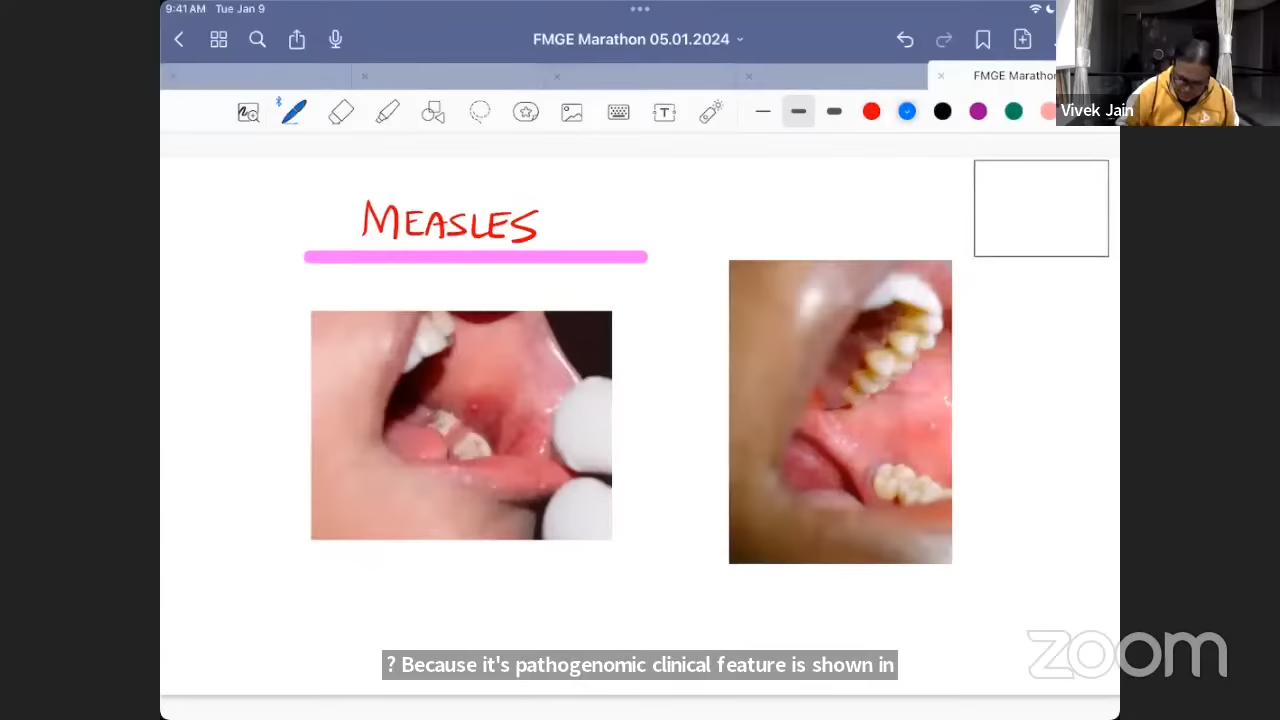 9:41 AM Tue Jan 9
FMGE Marathon 05.01.2024
FMGE Marathon
T
Vivek Jain
MEASLES
? Because it's pathogenomic clinical feature is shown in
zoom